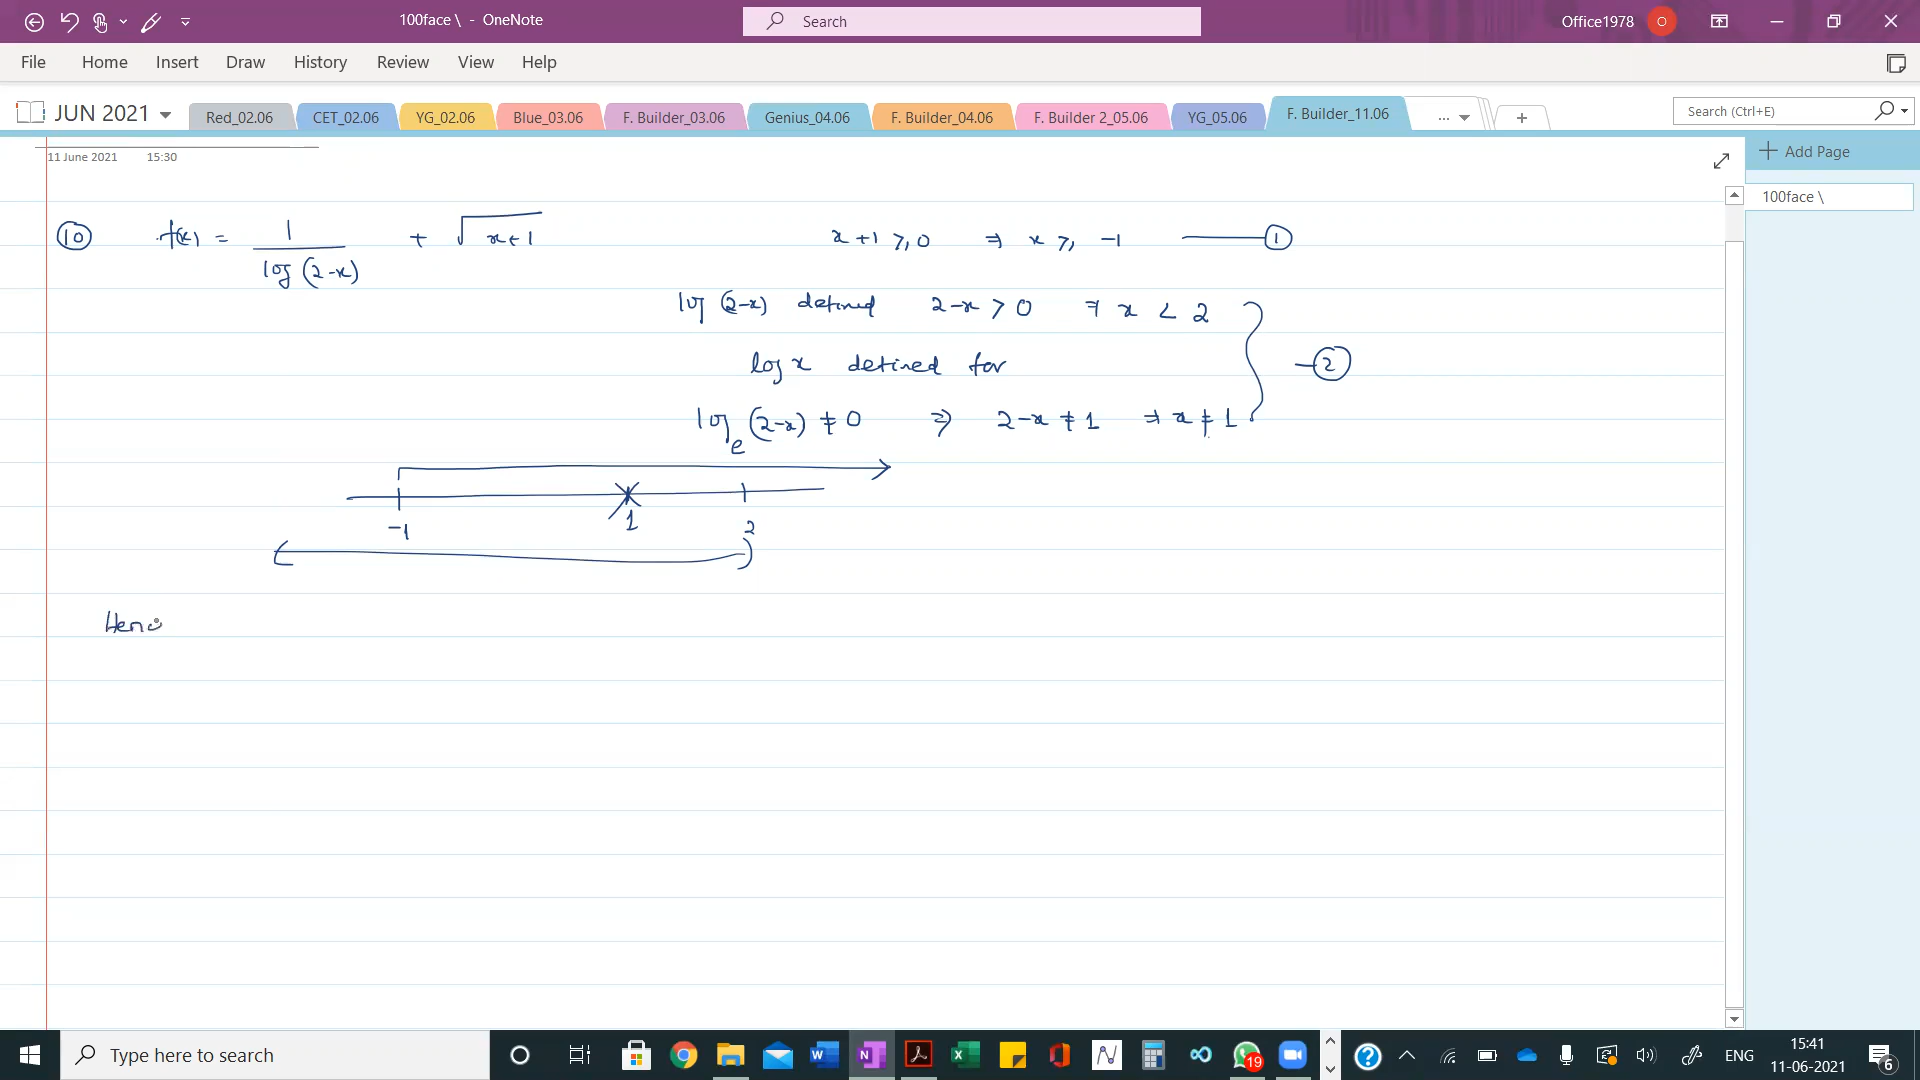 100face \ - OneNote
Search
Office1978
O
File Home Insert Draw History Review View Help
JUN 2021
Red_02.06 CET_02.06 YG_02.06 Blue_03.06 F. Builder_03.06 Genius_04.06 F. Builder_04.06 F. Builder 2_05.06 YG_05.06 F. Builder_11.06 ... +
Search (Ctrl+E)
Add Page
100face \
11 June 2021 15:30
10 f(x) = 1 / log (2-x) + √x+1 x+1 ≥ 0 ⇒ x ≥ -1 —— 1
log (2-x) defined 2-x > 0 ⇒ x < 2
log x defined for
— 2
log e (2-x) ≠ 0 ⇒ 2-x ≠ 1 ⇒ x ≠ 1
-1 1 2
Henc
Type here to search
19
ENG
15:41
11-06-2021
6